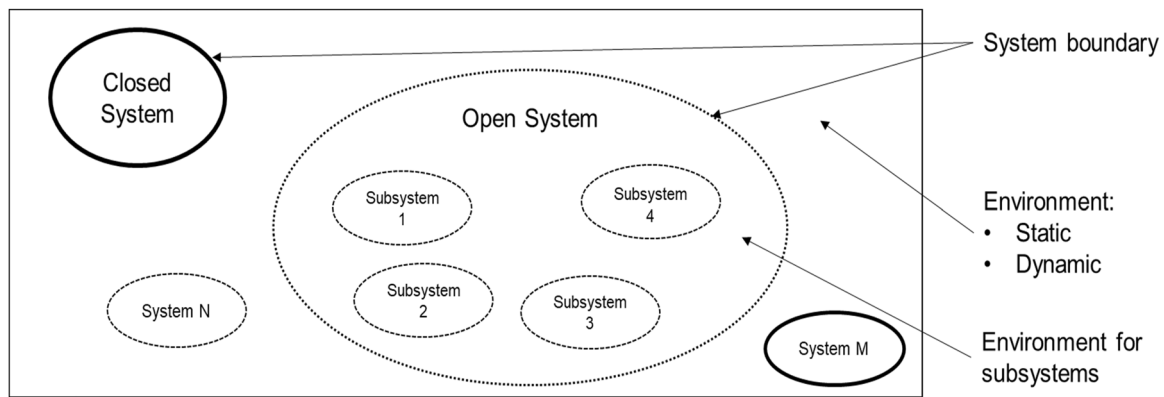 Closed
System
Open System
Subsystem
1
Subsystem
4
Subsystem
2
Subsystem
3
System N
System M
System boundary
Environment:
• Static
• Dynamic
Environment for
subsystems